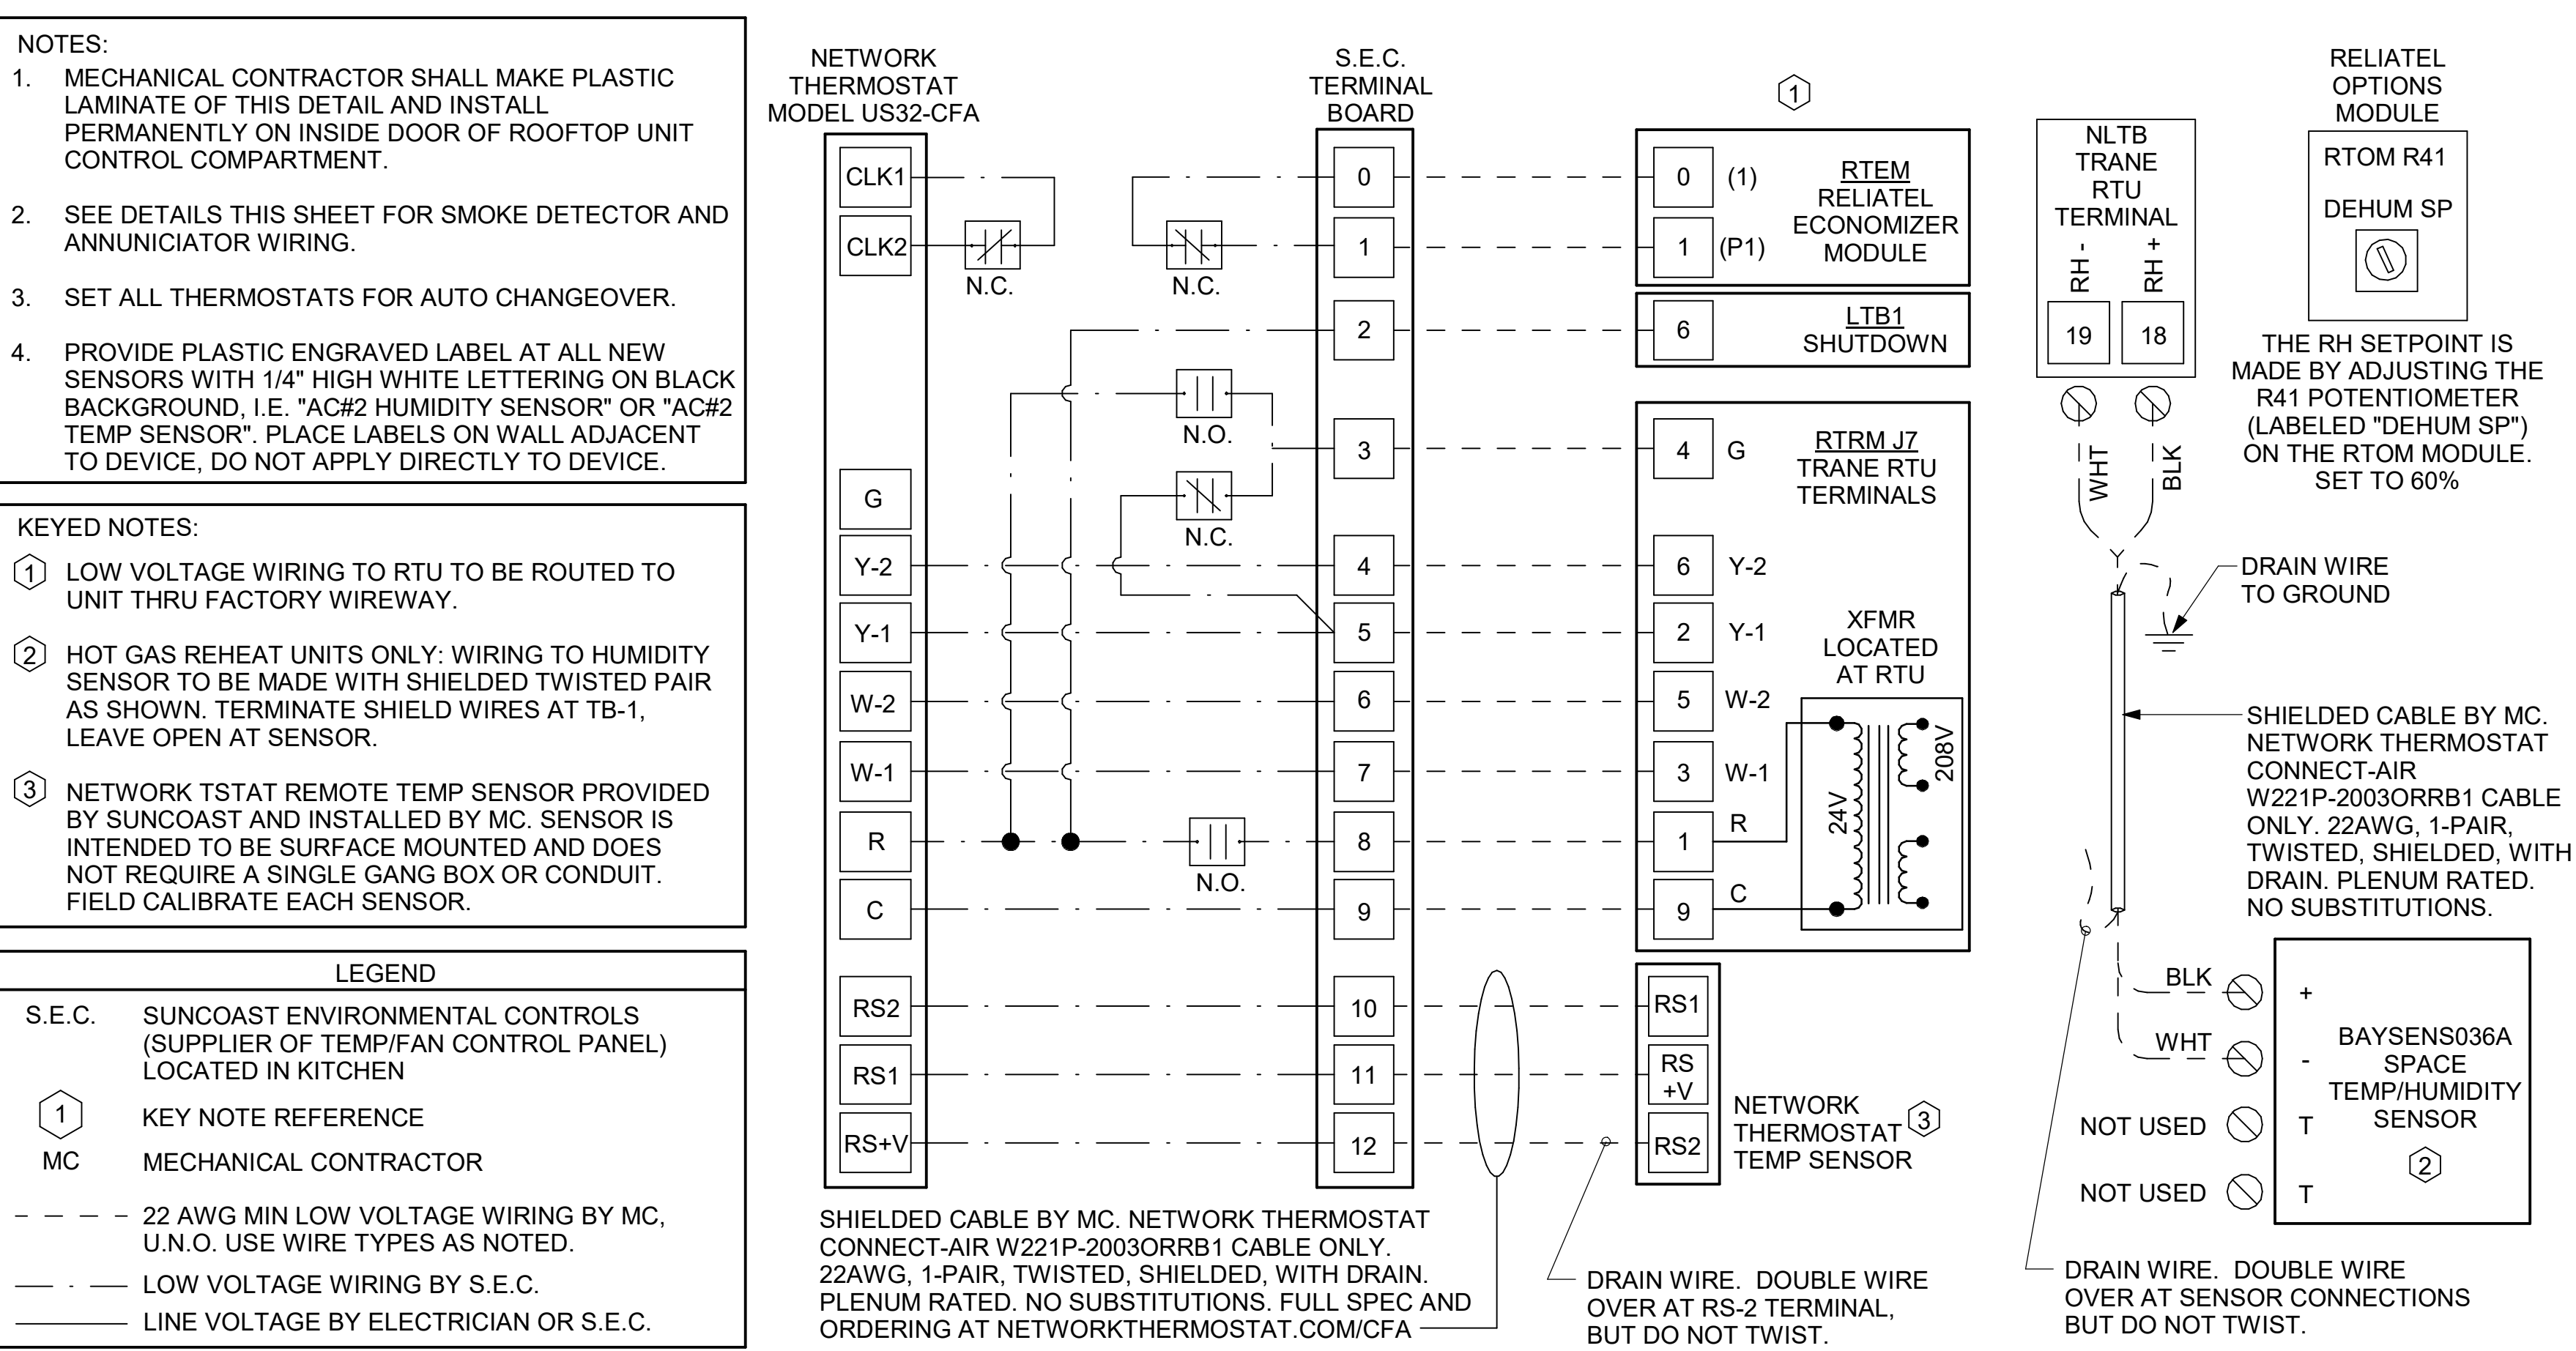 NOTES:
1. MECHANICAL CONTRACTOR SHALL MAKE PLASTIC
LAMINATE OF THIS DETAIL AND INSTALL
PERMANENTLY ON INSIDE DOOR OF ROOFTOP UNIT
CONTROL COMPARTMENT.
2. SEE DETAILS THIS SHEET FOR SMOKE DETECTOR AND
ANNUNICIATOR WIRING.
3. SET ALL THERMOSTATS FOR AUTO CHANGEOVER.
4. PROVIDE PLASTIC ENGRAVED LABEL AT ALL NEW
SENSORS WITH 1/4" HIGH WHITE LETTERING ON BLACK
BACKGROUND, I.E. "AC#2 HUMIDITY SENSOR" OR "AC#2
TEMP SENSOR". PLACE LABELS ON WALL ADJACENT
TO DEVICE, DO NOT APPLY DIRECTLY TO DEVICE.
KEYED NOTES:
1 LOW VOLTAGE WIRING TO RTU TO BE ROUTED TO
UNIT THRU FACTORY WIREWAY.
2 HOT GAS REHEAT UNITS ONLY: WIRING TO HUMIDITY
SENSOR TO BE MADE WITH SHIELDED TWISTED PAIR
AS SHOWN. TERMINATE SHIELD WIRES AT TB-1,
LEAVE OPEN AT SENSOR.
3 NETWORK TSTAT REMOTE TEMP SENSOR PROVIDED
BY SUNCOAST AND INSTALLED BY MC. SENSOR IS
INTENDED TO BE SURFACE MOUNTED AND DOES
NOT REQUIRE A SINGLE GANG BOX OR CONDUIT.
FIELD CALIBRATE EACH SENSOR.
LEGEND
S.E.C. SUNCOAST ENVIRONMENTAL CONTROLS
(SUPPLIER OF TEMP/FAN CONTROL PANEL)
LOCATED IN KITCHEN
1 KEY NOTE REFERENCE
MC MECHANICAL CONTRACTOR
22 AWG MIN LOW VOLTAGE WIRING BY MC,
U.N.O. USE WIRE TYPES AS NOTED.
LOW VOLTAGE WIRING BY S.E.C.
LINE VOLTAGE BY ELECTRICIAN OR S.E.C.
NETWORK
THERMOSTAT
MODEL US32-CFA
CLK1
CLK2
G
Y-2
Y-1
W-2
W-1
R
C
RS2
RS1
RS+V
N.C.
N.C.
N.O.
N.C.
N.O.
S.E.C.
TERMINAL
BOARD
0
1
2
3
4
5
6
7
8
9
10
11
12
1
0 (1)
1 (P1)
RTEM
RELIATEL
ECONOMIZER
MODULE
6
LTB1
SHUTDOWN
4 G
RTRM J7
TRANE RTU
TERMINALS
6 Y-2
2 Y-1
5 W-2
3 W-1
1 R
9 C
XFMR
LOCATED
AT RTU
24V
208V
RS1
RS
+V
RS2
NETWORK
THERMOSTAT
TEMP SENSOR
3
SHIELDED CABLE BY MC. NETWORK THERMOSTAT
CONNECT-AIR W221P-2003ORRB1 CABLE ONLY.
22AWG, 1-PAIR, TWISTED, SHIELDED, WITH DRAIN.
PLENUM RATED. NO SUBSTITUTIONS. FULL SPEC AND
ORDERING AT NETWORKTHERMOSTAT.COM/CFA
DRAIN WIRE. DOUBLE WIRE
OVER AT RS-2 TERMINAL,
BUT DO NOT TWIST.
NLTB
TRANE
RTU
TERMINAL
RH -
RH +
19
18
WHT
BLK
RELIATEL
OPTIONS
MODULE
RTOM R41
DEHUM SP
THE RH SETPOINT IS
MADE BY ADJUSTING THE
R41 POTENTIOMETER
(LABELED "DEHUM SP")
ON THE RTOM MODULE.
SET TO 60%
DRAIN WIRE
TO GROUND
SHIELDED CABLE BY MC.
NETWORK THERMOSTAT
CONNECT-AIR
W221P-2003ORRB1 CABLE
ONLY. 22AWG, 1-PAIR,
TWISTED, SHIELDED, WITH
DRAIN. PLENUM RATED.
NO SUBSTITUTIONS.
BLK +
WHT -
NOT USED T
NOT USED T
BAYSENS036A
SPACE
TEMP/HUMIDITY
SENSOR
2
DRAIN WIRE. DOUBLE WIRE
OVER AT SENSOR CONNECTIONS
BUT DO NOT TWIST.